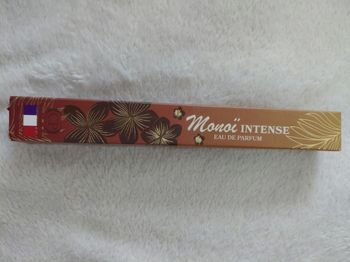 Monoï INTENSE
EAU DE PARFUM